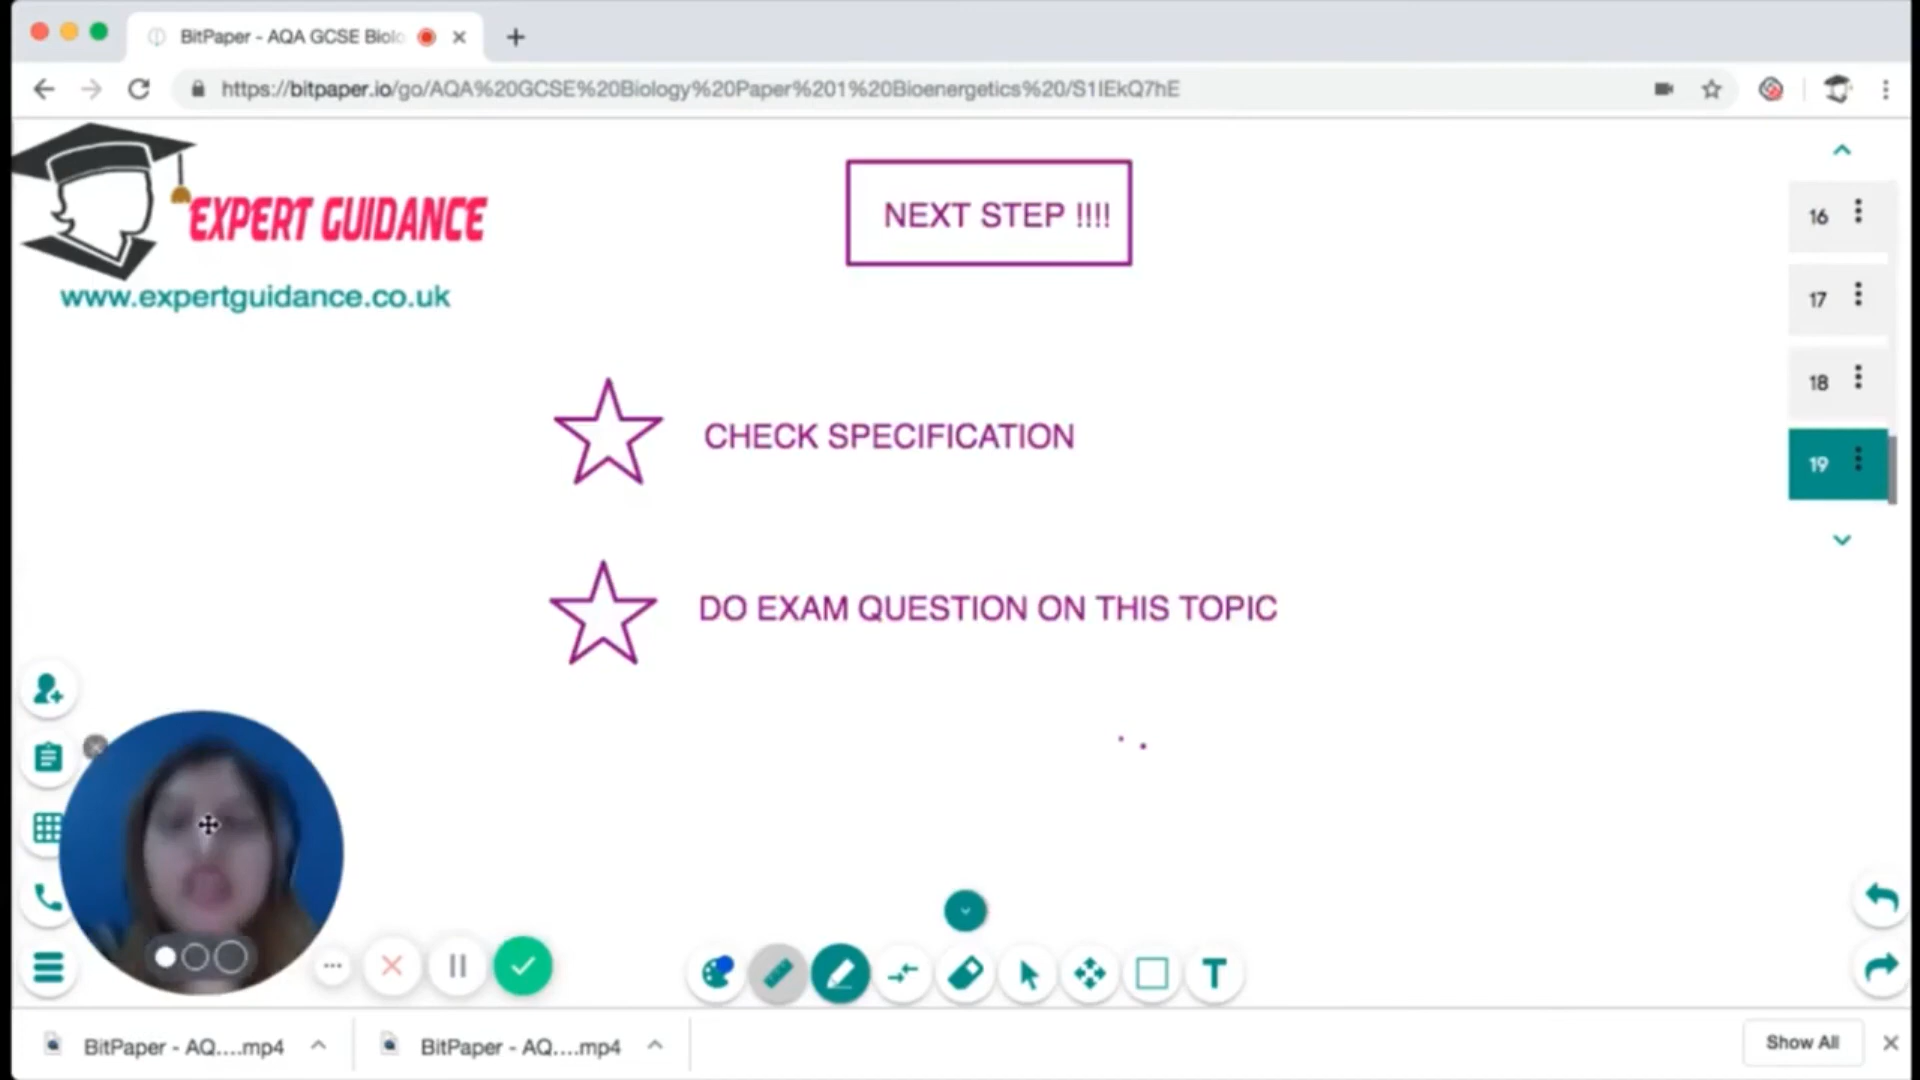 BitPaper - AQA GCSE Biolo
https://bitpaper.io/go/AQA%20GCSE%20Biology%20Paper%201%20Bioenergetics%20/S1IEkQ7hE
EXPERT GUIDANCE
www.expertguidance.co.uk
NEXT STEP !!!!
16
17
18
19
CHECK SPECIFICATION
DO EXAM QUESTION ON THIS TOPIC
T
BitPaper - AQ....mp4
BitPaper - AQ....mp4
Show All